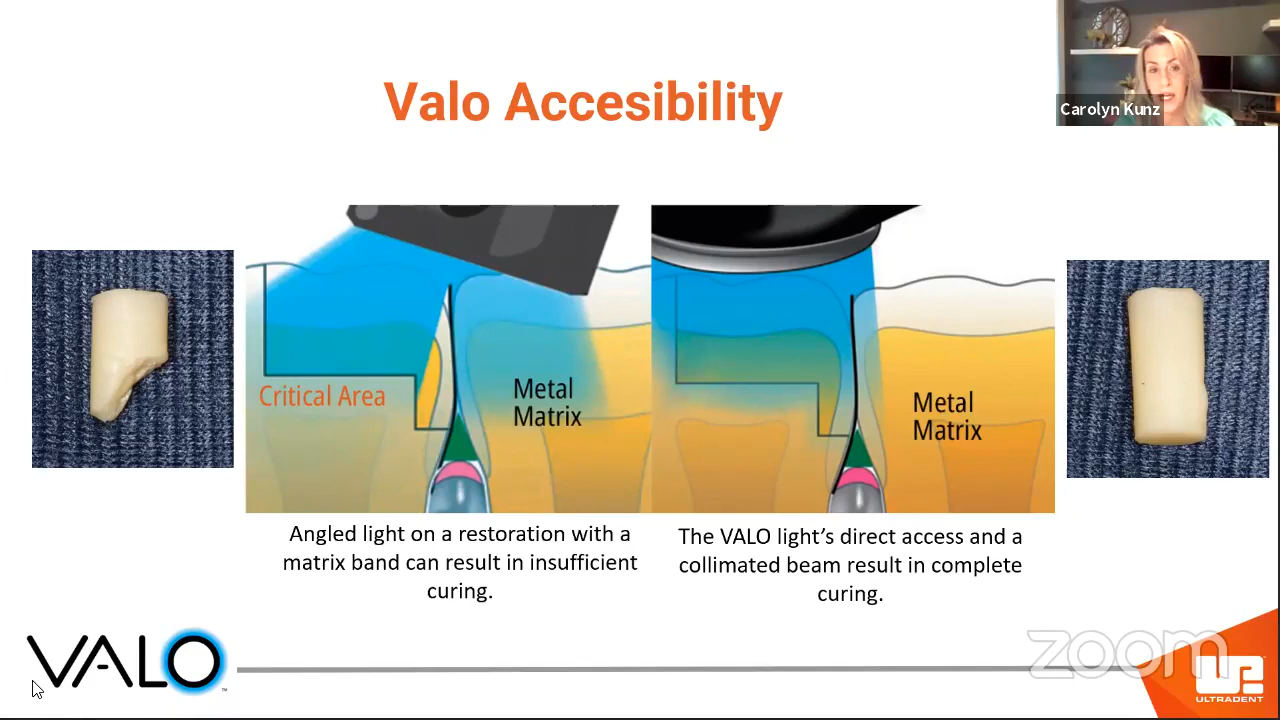 Valo Accesibility
Carolyn Kunz
Critical Area
Metal
Matrix
Metal
Matrix
Angled light on a restoration with a
matrix band can result in insufficient
curing.
The VALO light’s direct access and a
collimated beam result in complete
curing.
VALO
™
zoom
ULTRADENT